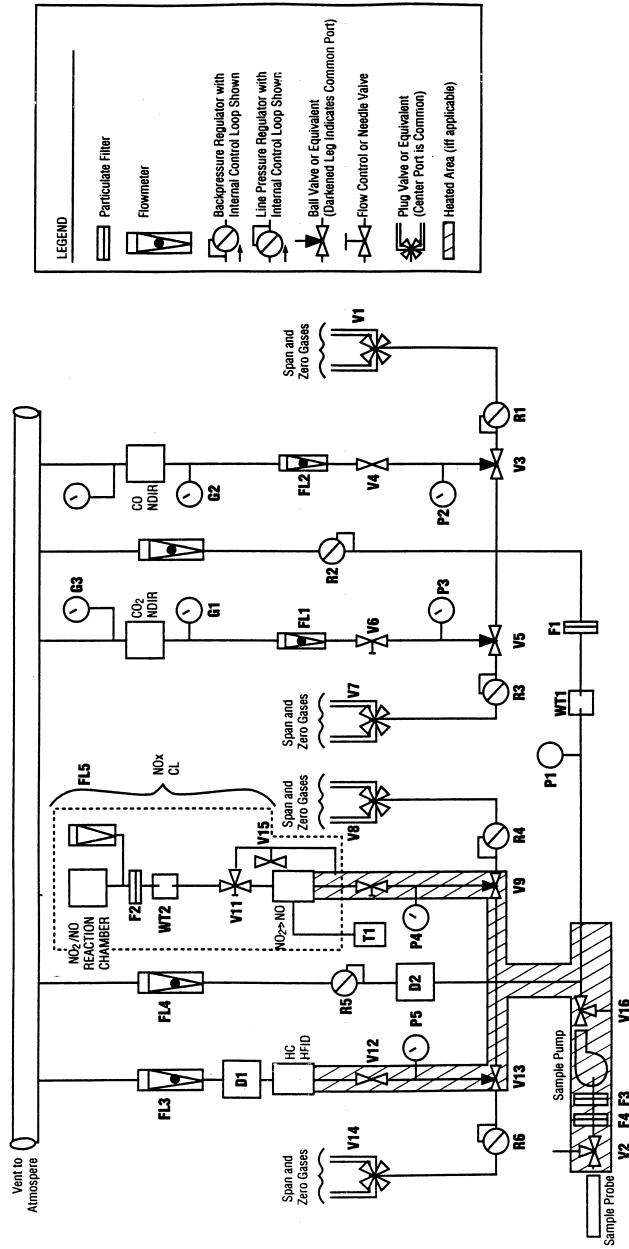 Vent to
Atmospere
FL3
D1
HC
HFID
V12
P5
V13
R6
V14
Span and
Zero Gases
FL4
R5
D2
NO2/NO
REACTION
CHAMBER
FL5
F2
WT2
V11
V15
NO2>NO
T1
P4
V9
R4
V8
Span and
Zero Gases
NOx
CL
G3
CO2
NDIR
G1
FL1
V6
P3
V5
R3
V7
Span and
Zero Gases
R2
CO
NDIR
G2
FL2
V4
P2
V3
R1
V1
Span and
Zero Gases
Sample Probe
V2
F4
F3
Sample Pump
V16
P1
WT1
F1
LEGEND
Particulate Filter
Flowmeter
Backpressure Regulator with
Internal Control Loop Shown
Line Pressure Regulator with
Internal Control Loop Shown
Ball Valve or Equivalent
(Darkened Leg Indicates Common Port)
Flow Control or Needle Valve
Plug Valve or Equivalent
(Center Port is Common)
Heated Area (iff applicable)